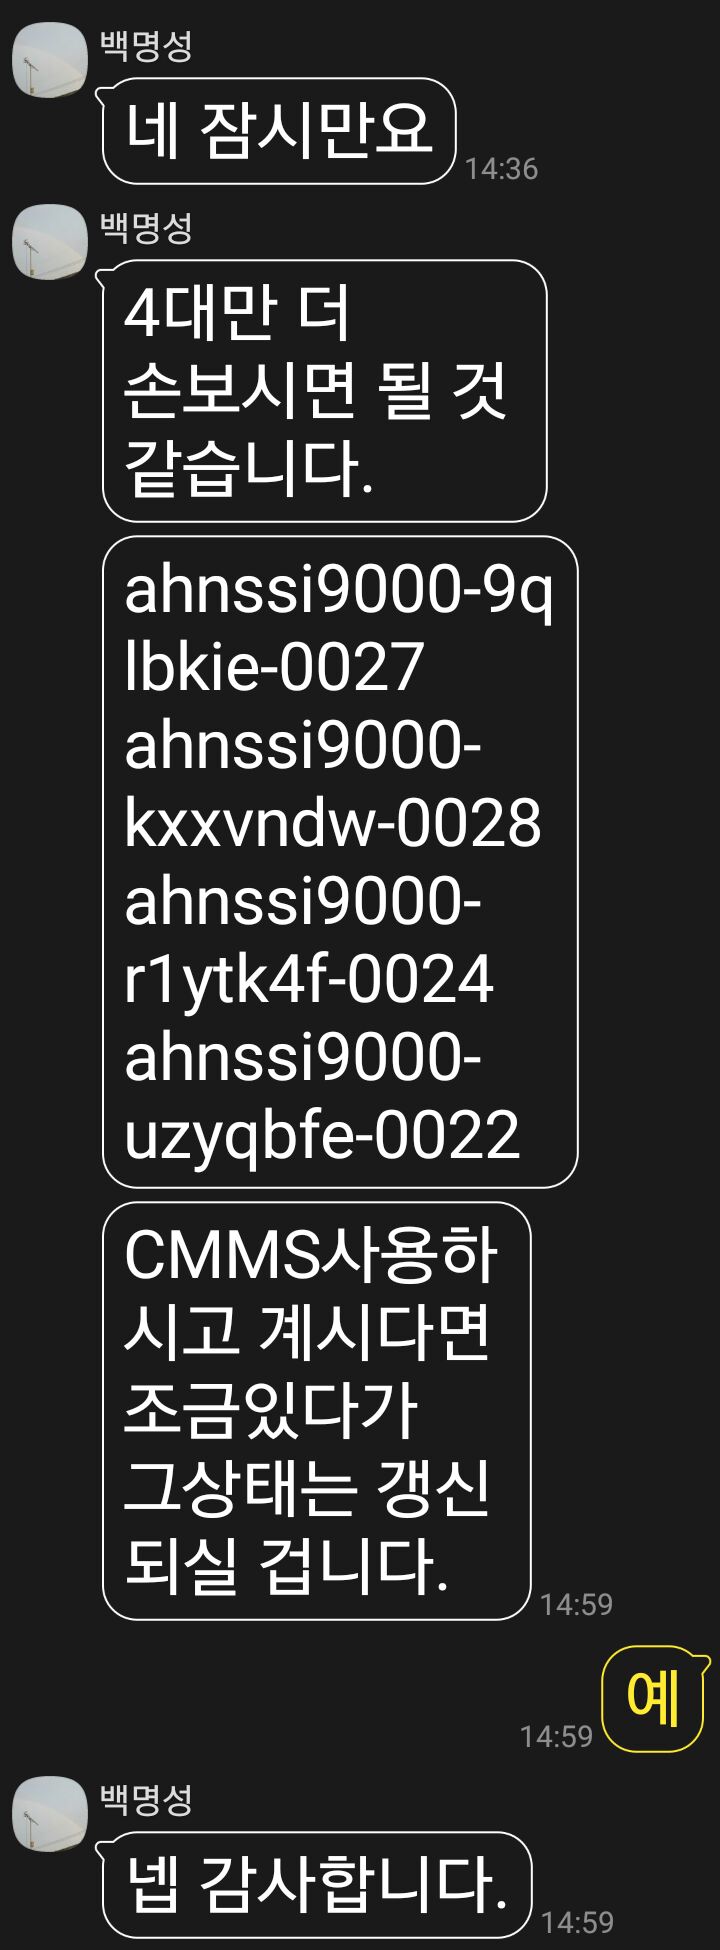 백명성
네 잠시만요
14:36
백명성
4대만 더
손보시면 될 것
같습니다.
ahnssi9000-9q
lbkie-0027
ahnssi9000-
kxxvndw-0028
ahnssi9000-
r1ytk4f-0024
ahnssi9000-
uzyqbfe-0022
CMMS사용하
시고 계시다면
조금있다가
그상태는 갱신
되실 겁니다.
14:59
예
14:59
백명성
넵 감사합니다.
14:59